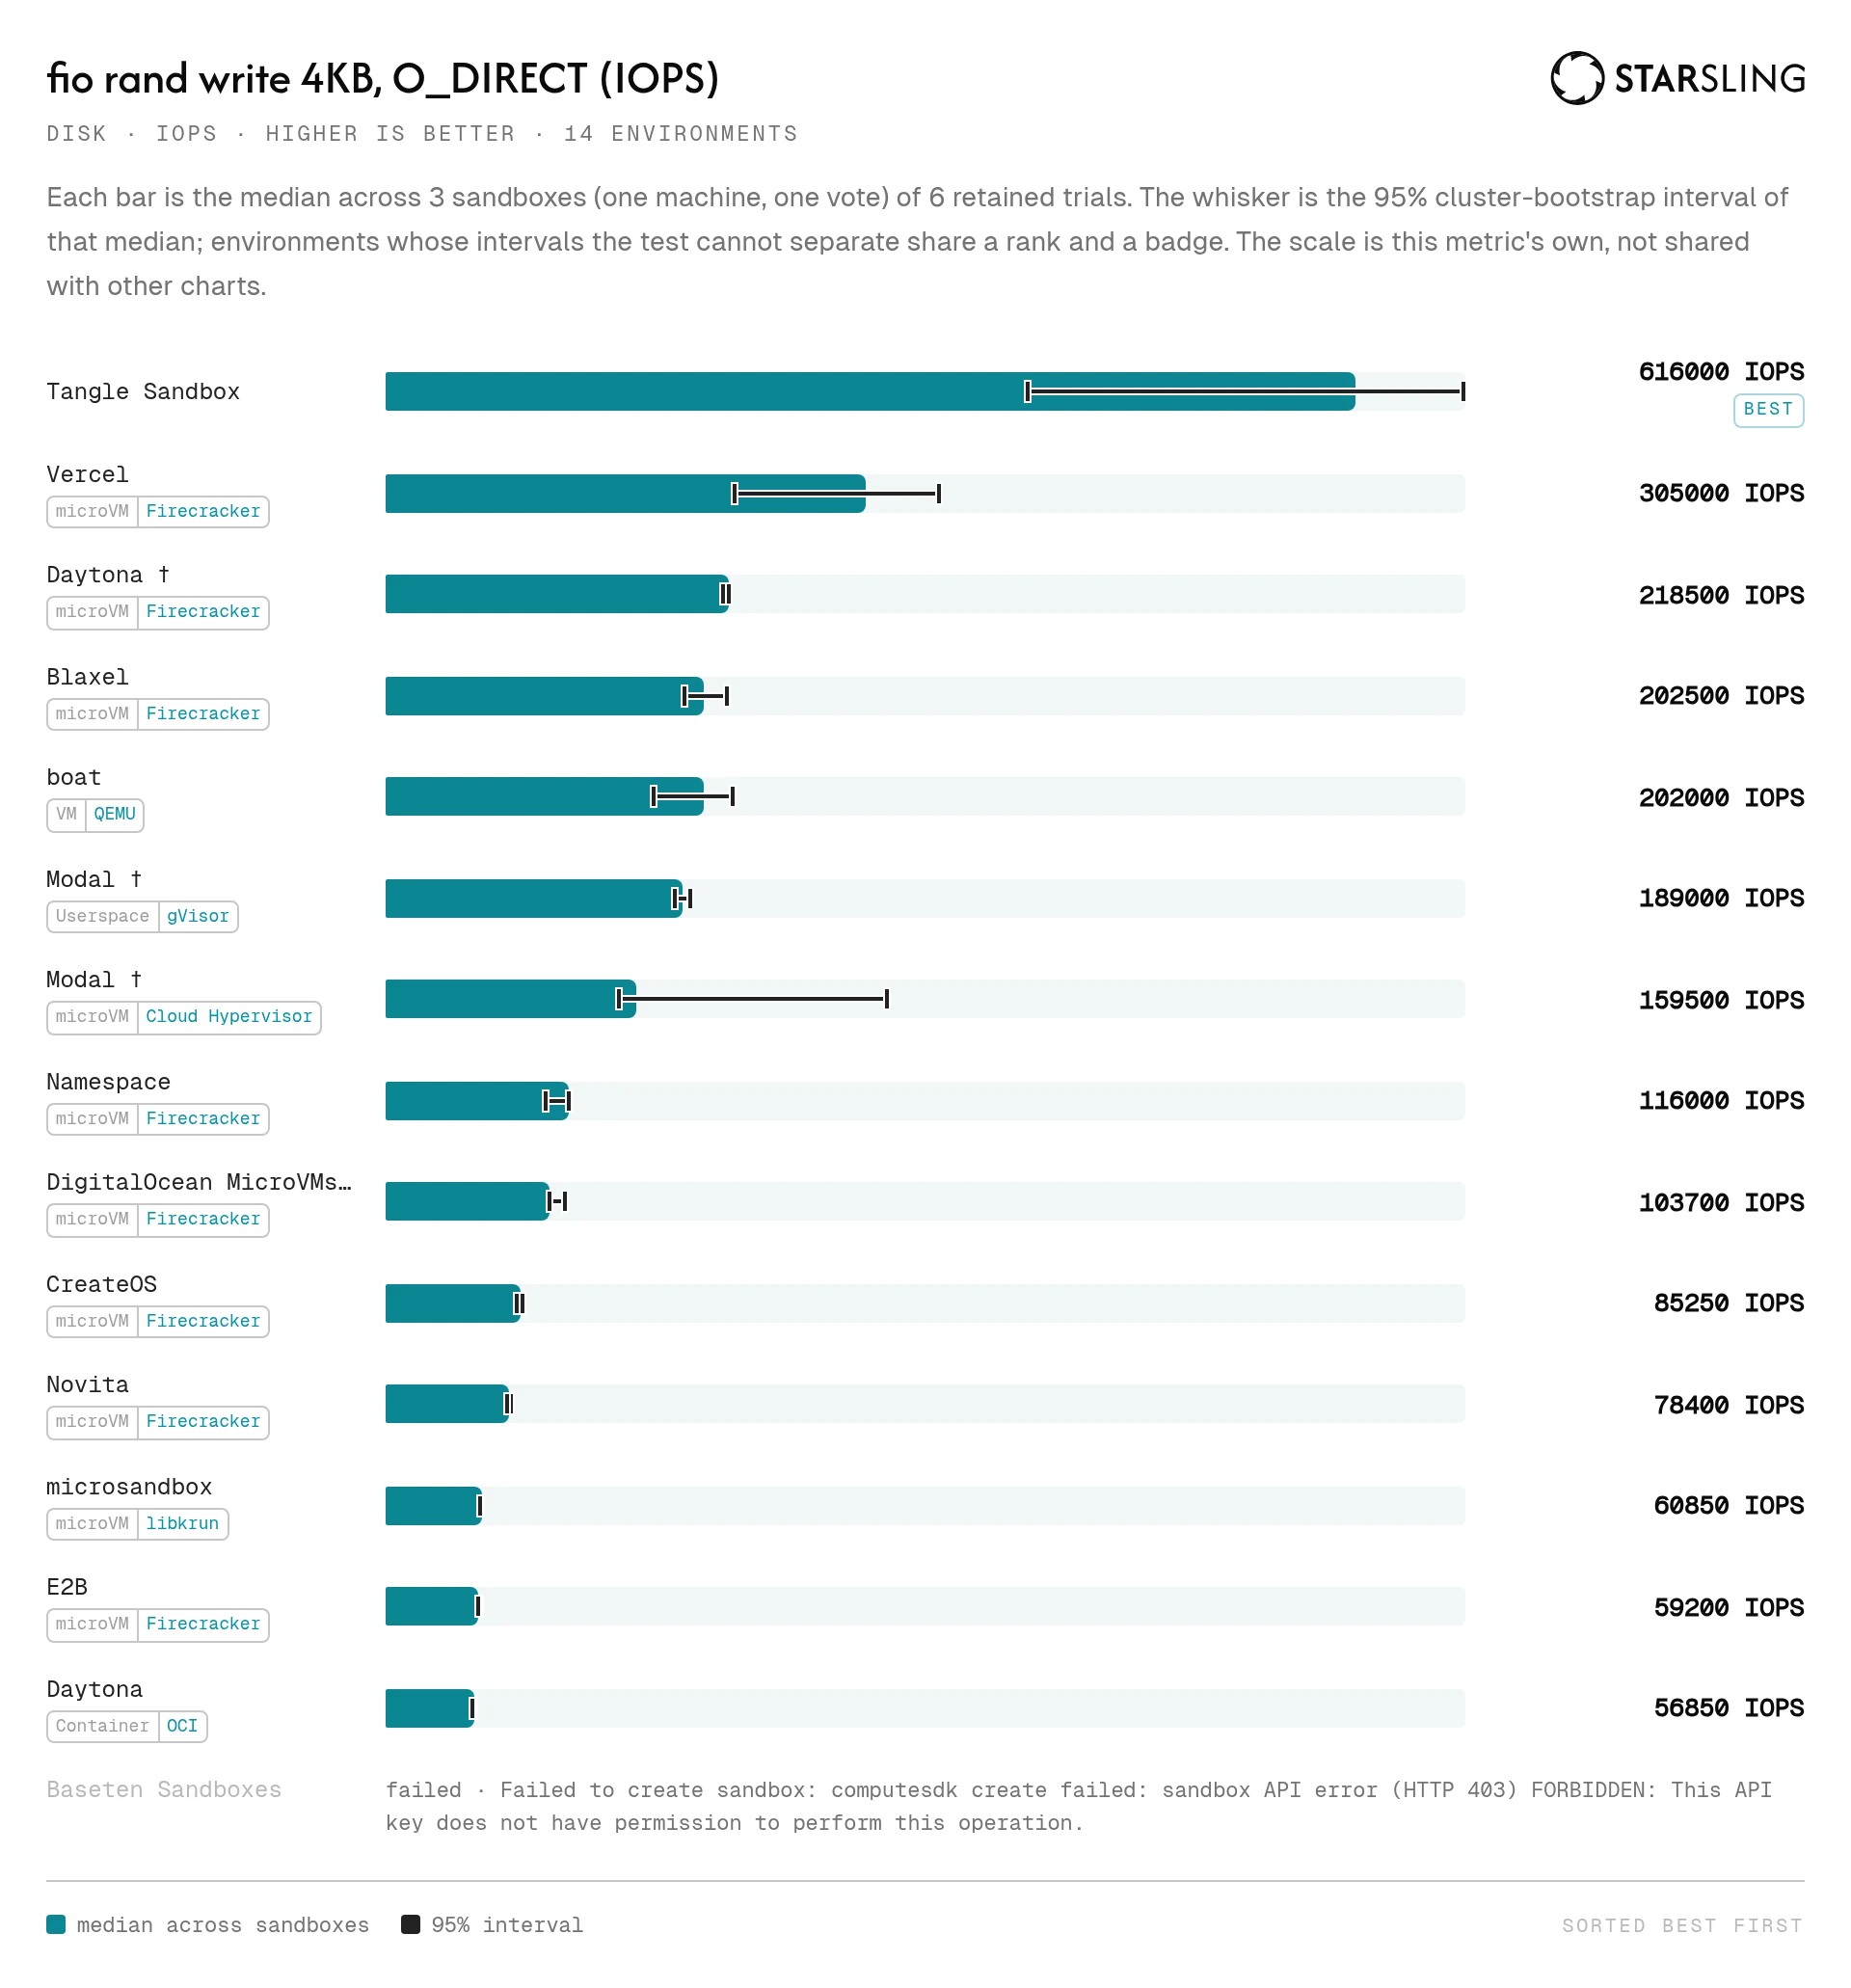 fio rand write 4KB, O_DIRECT (IOPS)
STARSLING
DISK · IOPS · HIGHER IS BETTER · 14 ENVIRONMENTS
Each bar is the median across 3 sandboxes (one machine, one vote) of 6 retained trials. The whisker is the 95% cluster-bootstrap interval of
that median; environments whose intervals the test cannot separate share a rank and a badge. The scale is this metric's own, not shared
with other charts.
Tangle Sandbox
616000 IOPS
BEST
Vercel
microVM Firecracker
305000 IOPS
Daytona †
microVM Firecracker
218500 IOPS
Blaxel
microVM Firecracker
202500 IOPS
boat
VM QEMU
202000 IOPS
Modal †
Userspace gVisor
189000 IOPS
Modal †
microVM Cloud Hypervisor
159500 IOPS
Namespace
microVM Firecracker
116000 IOPS
DigitalOcean MicroVMs…
microVM Firecracker
103700 IOPS
CreateOS
microVM Firecracker
85250 IOPS
Novita
microVM Firecracker
78400 IOPS
microsandbox
microVM libkrun
60850 IOPS
E2B
microVM Firecracker
59200 IOPS
Daytona
Container OCI
56850 IOPS
Baseten Sandboxes
failed · Failed to create sandbox: computesdk create failed: sandbox API error (HTTP 403) FORBIDDEN: This API
key does not have permission to perform this operation.
median across sandboxes
95% interval
SORTED BEST FIRST